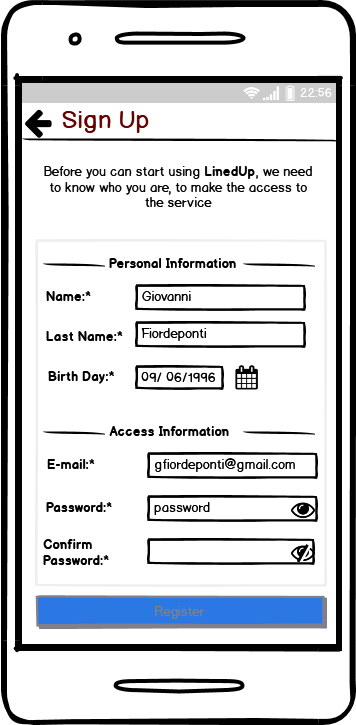 22:56
Sign Up
Before you can start using LinedUp, we need
to know who you are, to make the access to
the service
Personal Information
Name:* Giovanni
Last Name:* Fiordeponti
Birth Day:* 09/ 06/1996
Access Information
E-mail:* gfiordeponti@gmail.com
Password:* password
Confirm
Password:*
Register